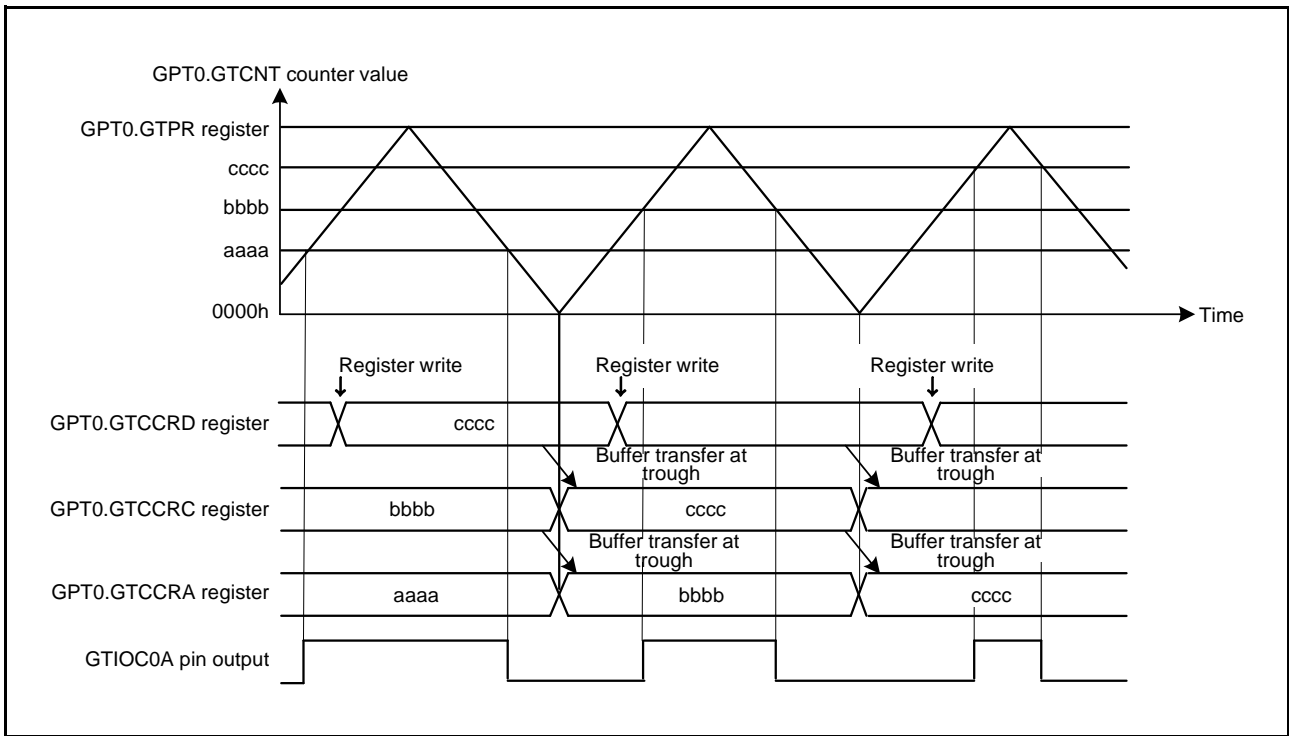 GPT0.GTCNT counter value
GPT0.GTPR register
cccc
bbbb
aaaa
0000h
Time
Register write
Register write
Register write
GPT0.GTCCRD register
cccc
Buffer transfer at
trough
Buffer transfer at
trough
GPT0.GTCCRC register
bbbb
cccc
Buffer transfer at
trough
Buffer transfer at
trough
GPT0.GTCCRA register
aaaa
bbbb
cccc
GTIOC0A pin output